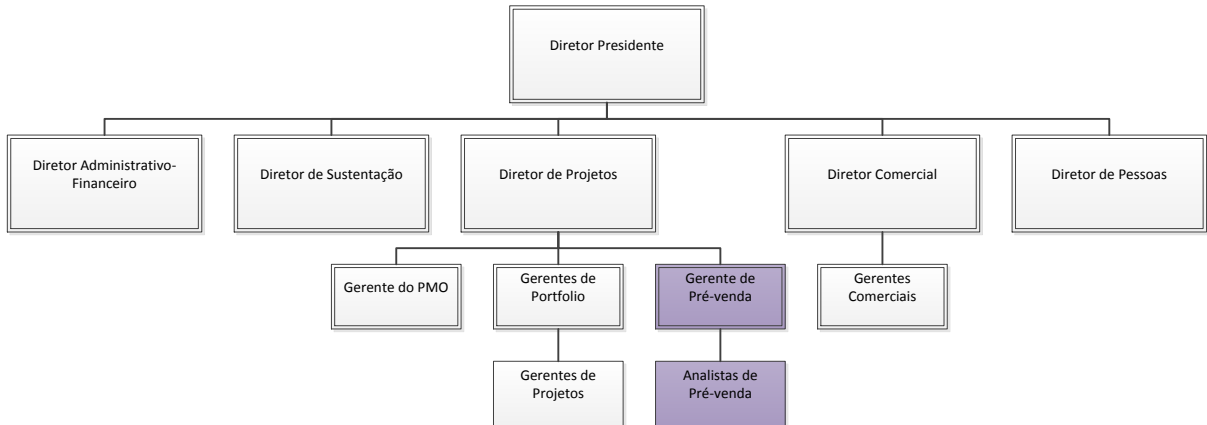 Diretor Presidente
Diretor Administrativo-
Financeiro
Diretor de Sustentação
Diretor de Projetos
Diretor Comercial
Diretor de Pessoas
Gerente do PMO
Gerentes de
Portfolio
Gerente de
Pré-venda
Gerentes
Comerciais
Gerentes de
Projetos
Analistas de
Pré-venda